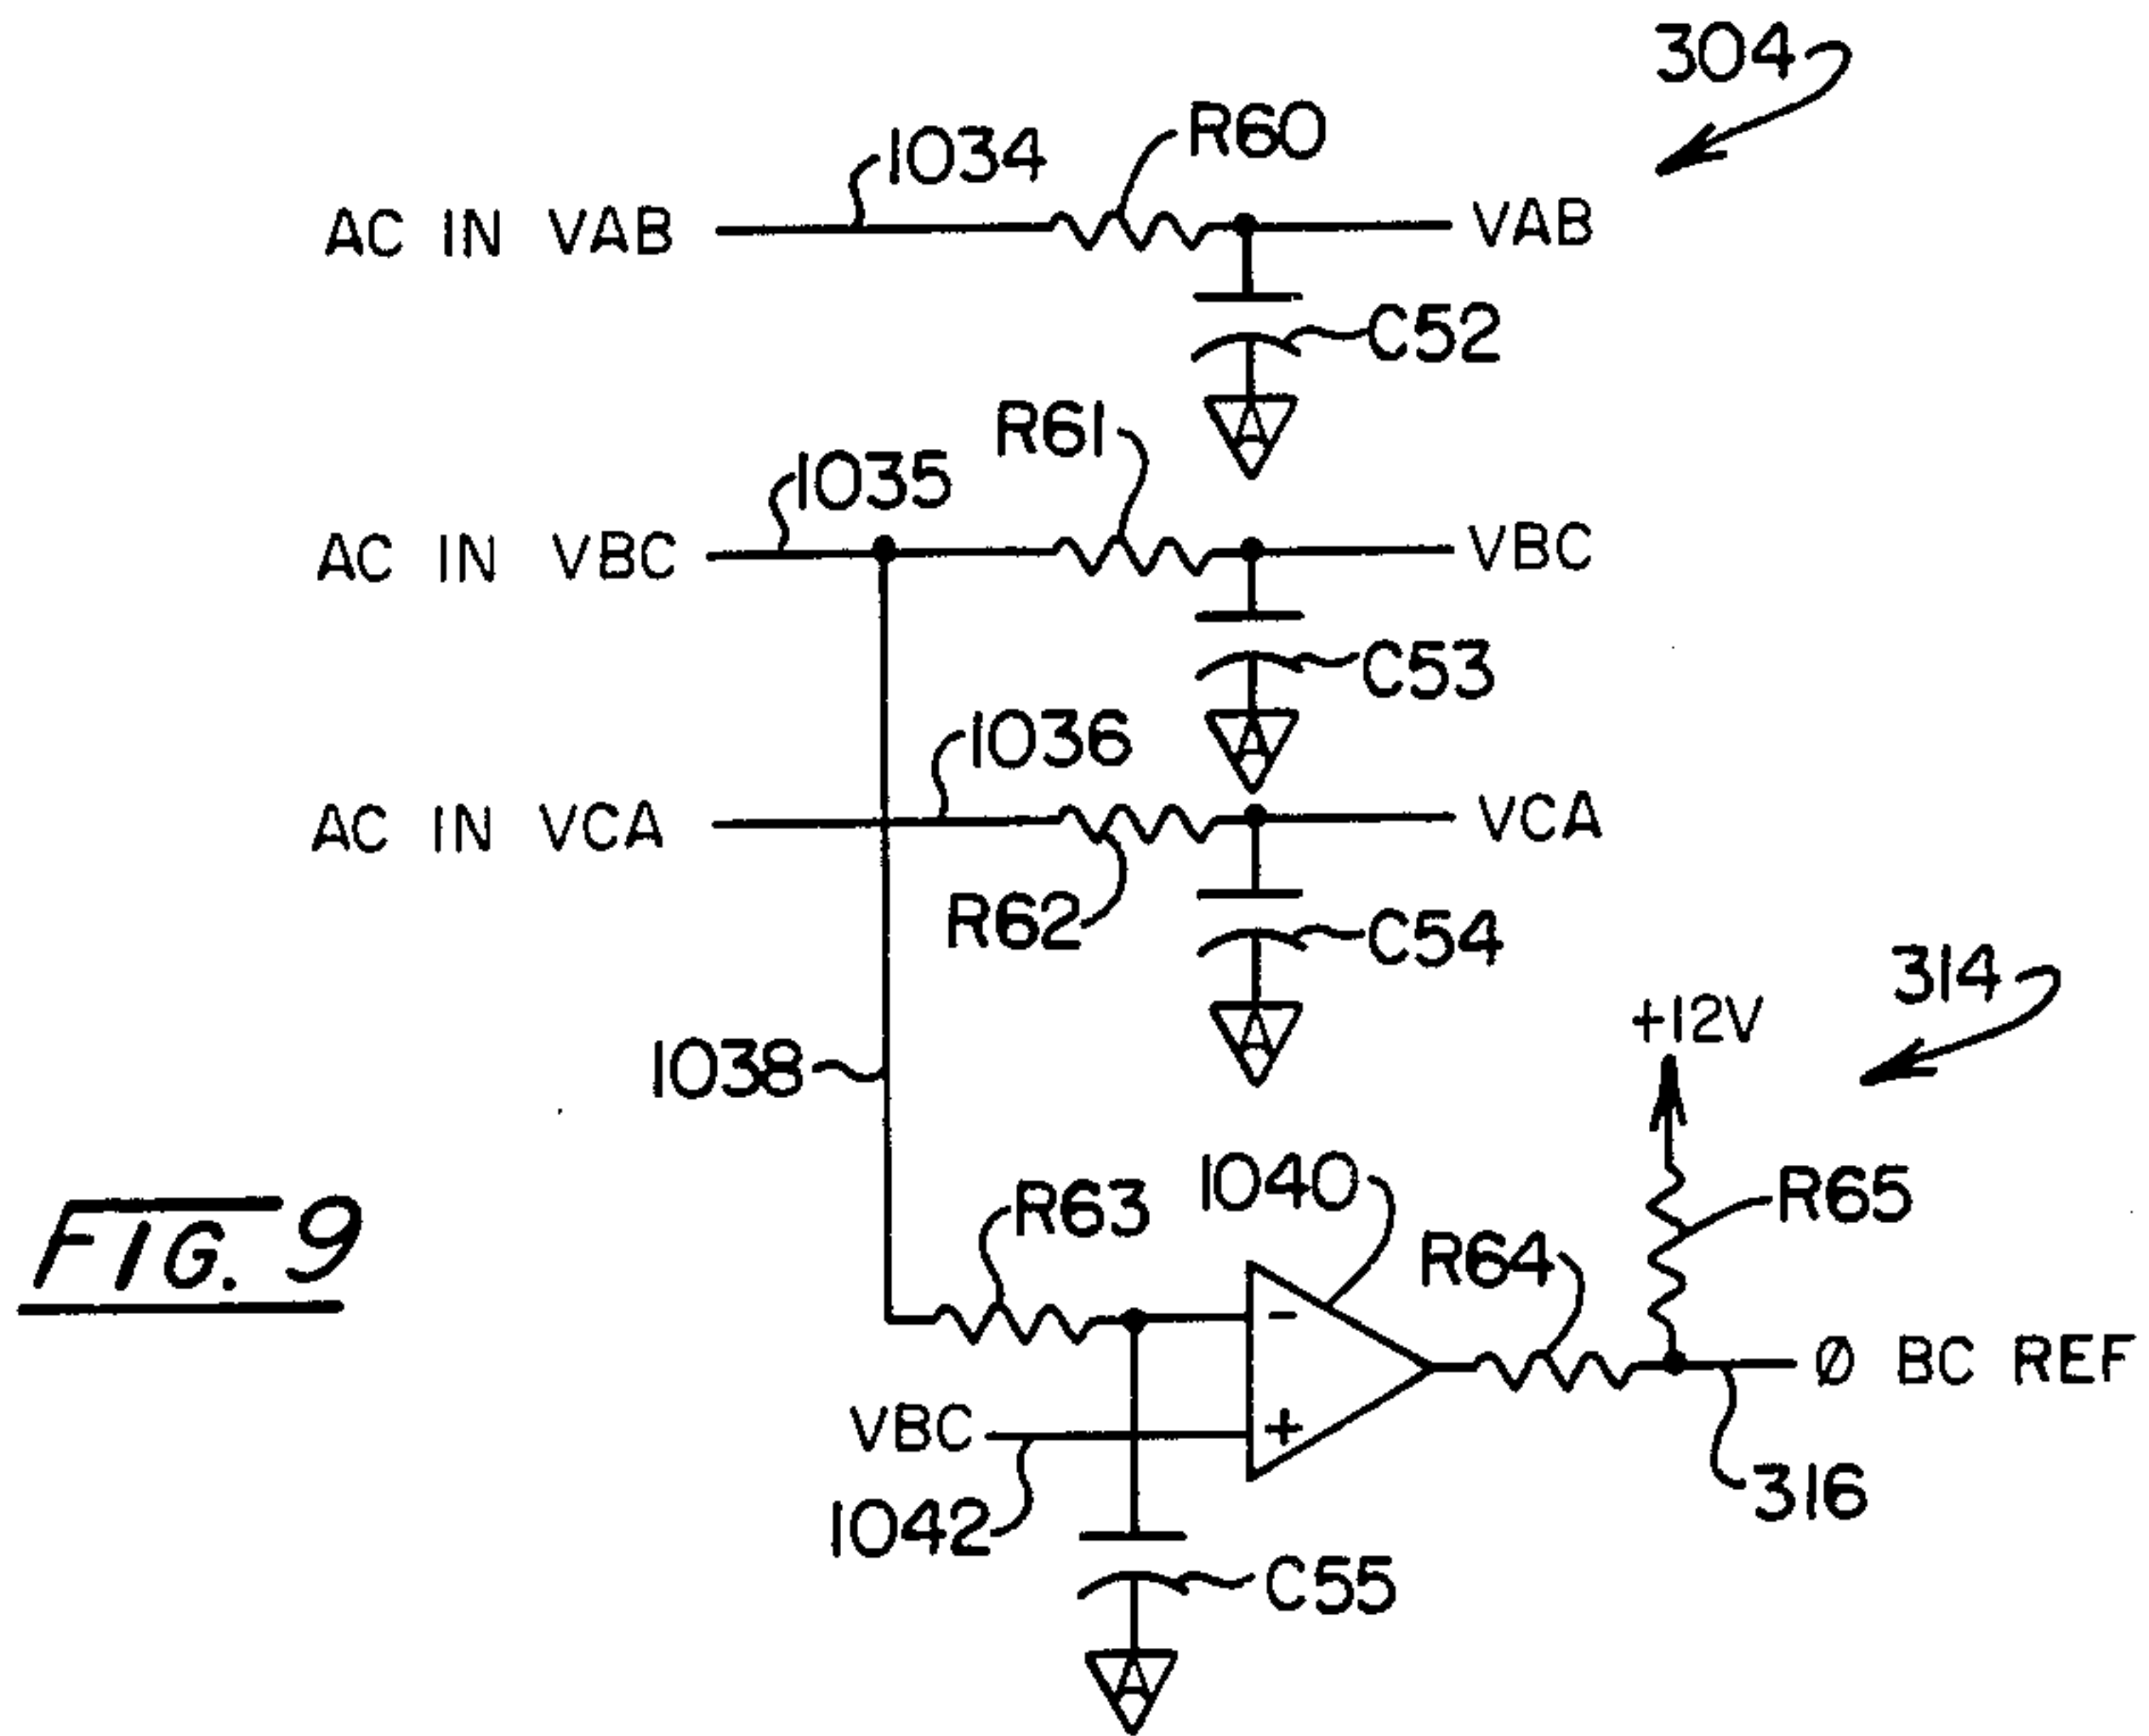 304
1034
R60
AC IN VAB
VAB
C52
A
R61
1035
AC IN VBC
VBC
C53
A
1036
AC IN VCA
VCA
R62
C54
A
314
+12V
1038
R63
1040
R64
R65
FIG. 9
-
Ø BC REF
VBC
+
316
1042
C55
A